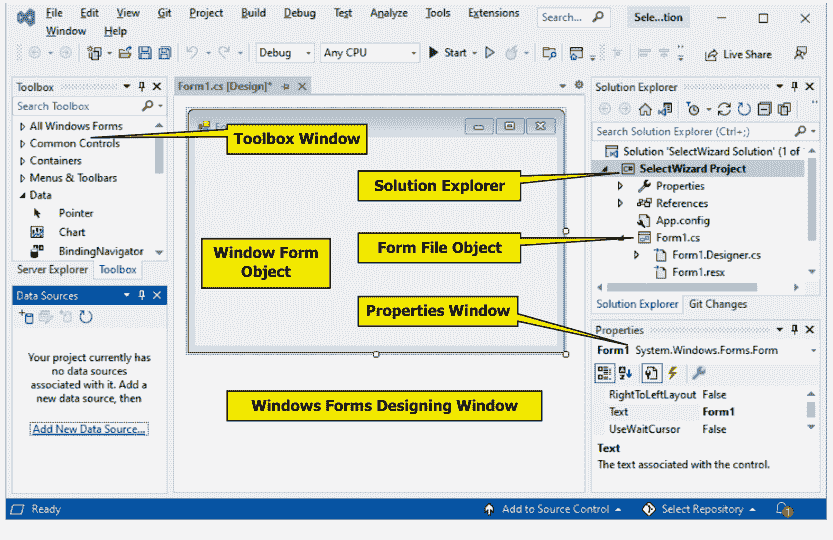 File Edit View Git Project Build Debug Test Analyze Tools Extensions
Window Help
Search...
Sele...tion
Debug
Any CPU
Start
Live Share
Toolbox
Search Toolbox
All Windows Forms
Common Controls
Containers
Menus & Toolbars
Data
Pointer
Chart
BindingNavigator
Server Explorer Toolbox
Data Sources
Your project currently has
no data sources
associated with it. Add a
new data source, then
Add New Data Source...
Form1.cs [Design]*
Toolbox Window
Solution Explorer
Window Form
Object
Form File Object
Properties Window
Windows Forms Designing Window
Solution Explorer
Search Solution Explorer (Ctrl+;)
Solution 'SelectWizard Solution' (1 of
SelectWizard Project
Properties
References
App.config
Form1.cs
Form1.Designer.cs
Form1.resx
Solution Explorer Git Changes
Properties
Form1 System.Windows.Forms.Form
RightToLeftLayout False
Text Form1
UseWaitCursor False
Text
The text associated with the control.
Ready
Add to Source Control
Select Repository
1